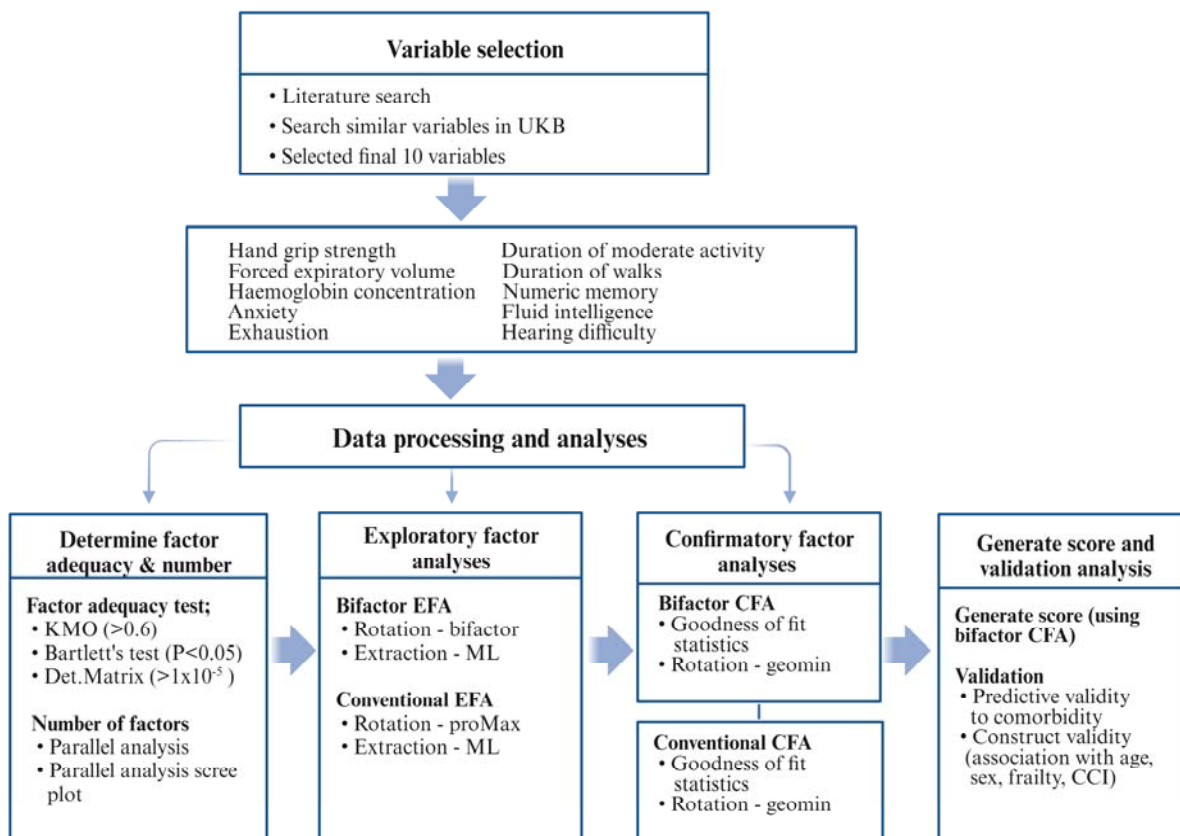 Variable selection
• Literature search
• Search similar variables in UKB
• Selected final 10 variables
Hand grip strength
Forced expiratory volume
Haemoglobin concentration
Anxiety
Exhaustion
Duration of moderate activity
Duration of walks
Numeric memory
Fluid intelligence
Hearing difficulty
Data processing and analyses
Determine factor
adequacy & number
Factor adequacy test;
• KMO (>0.6)
• Bartlett's test (P<0.05)
• Det.Matrix (>1x10⁻⁵ )
Number of factors
• Parallel analysis
• Parallel analysis scree
plot
Exploratory factor
analyses
Bifactor EFA
• Rotation - bifactor
• Extraction - ML
Conventional EFA
• Rotation - proMax
• Extraction - ML
Confirmatory factor
analyses
Bifactor CFA
• Goodness of fit
statistics
• Rotation - geomin
Conventional CFA
• Goodness of fit
statistics
• Rotation - geomin
Generate score and
validation analysis
Generate score (using
bifactor CFA)
Validation
• Predictive validity
to comorbidity
• Construct validity
(association with age,
sex, frailty, CCI)